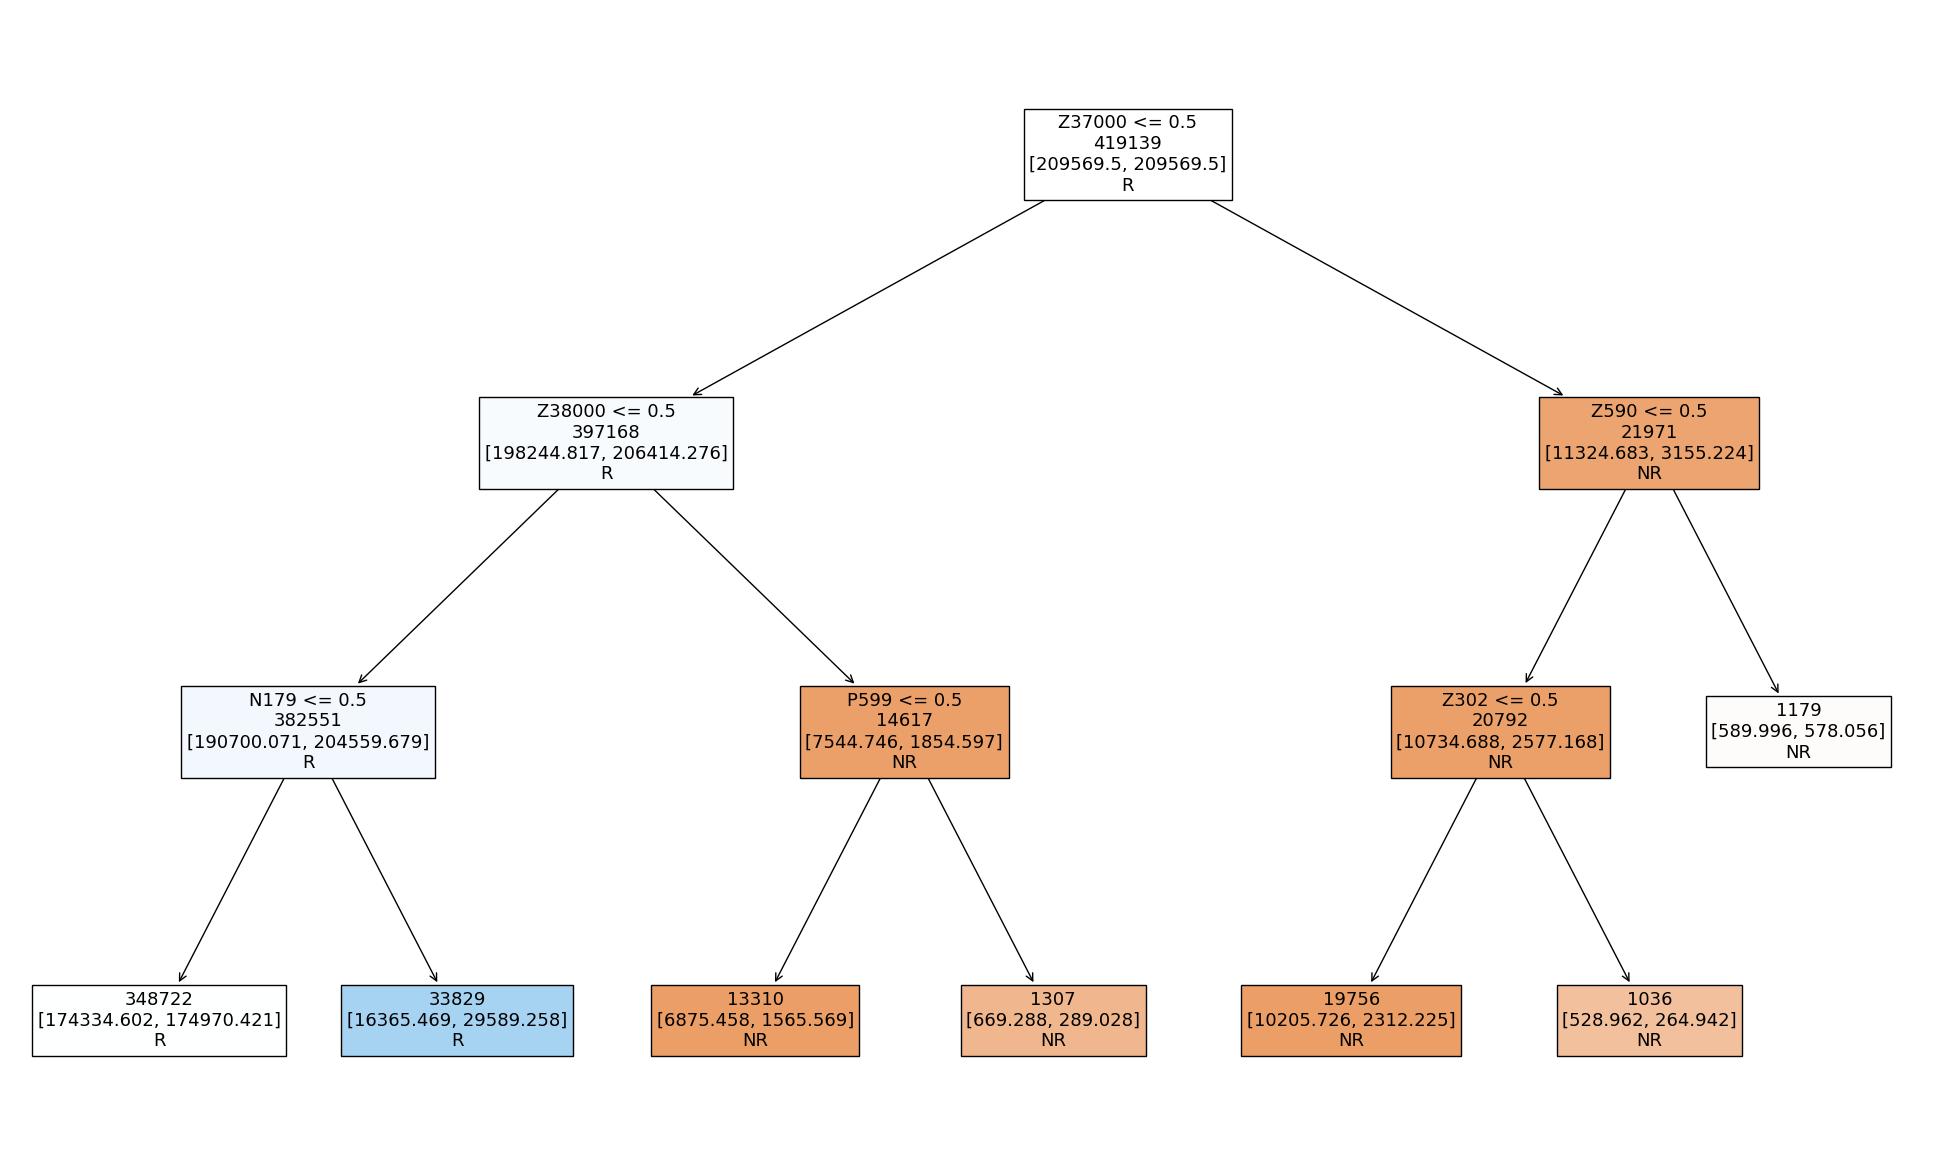 Z37000 <= 0.5
419139
[209569.5, 209569.5]
R
Z38000 <= 0.5
397168
[198244.817, 206414.276]
R
Z590 <= 0.5
21971
[11324.683, 3155.224]
NR
N179 <= 0.5
382551
[190700.071, 204559.679]
R
P599 <= 0.5
14617
[7544.746, 1854.597]
NR
Z302 <= 0.5
20792
[10734.688, 2577.168]
NR
1179
[589.996, 578.056]
NR
348722
[174334.602, 174970.421]
R
33829
[16365.469, 29589.258]
R
13310
[6875.458, 1565.569]
NR
1307
[669.288, 289.028]
NR
19756
[10205.726, 2312.225]
NR
1036
[528.962, 264.942]
NR